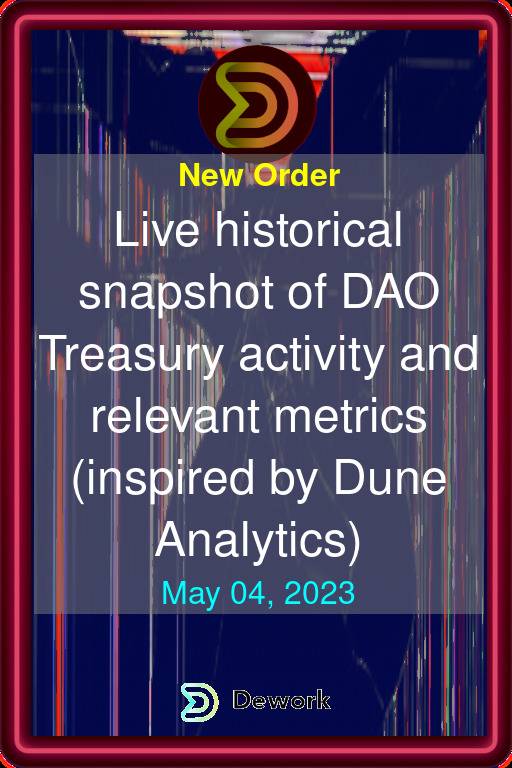 New Order
Live historical
snapshot of DAO
Treasury activity and
relevant metrics
(inspired by Dune
Analytics)
May 04, 2023
Dework